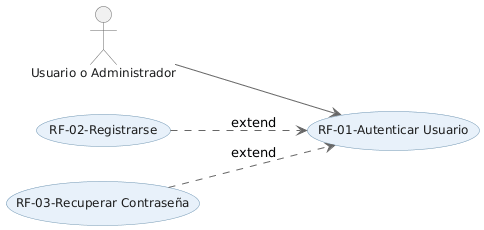 Usuario o Administrador
RF-02-Registrarse
extend
RF-01-Autenticar Usuario
extend
RF-03-Recuperar Contraseña